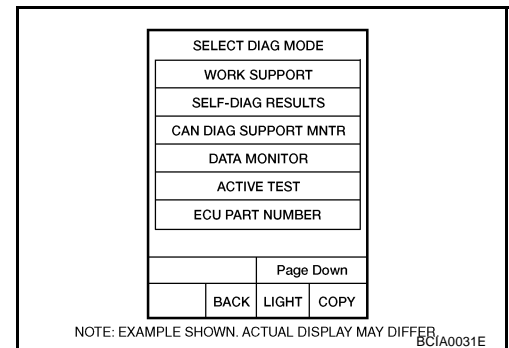 SELECT DIAG MODE
WORK SUPPORT
SELF-DIAG RESULTS
CAN DIAG SUPPORT MNTR
DATA MONITOR
ACTIVE TEST
ECU PART NUMBER
Page Down
BACK LIGHT COPY
NOTE: EXAMPLE SHOWN. ACTUAL DISPLAY MAY DIFFER.
BCIA0031E